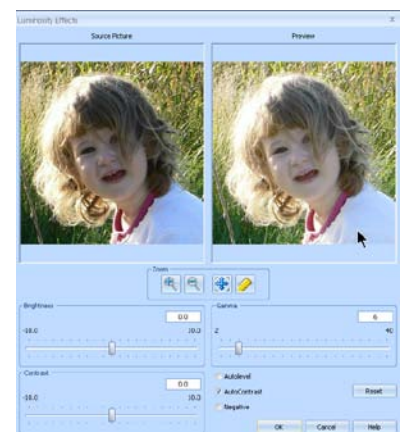 Luminosity Effects x
Source Picture Preview
Zoom
Brightness
0.0
-10.0 10.0
Gamma
6
2 40
Contrast
0.0
-10.0 10.0
Autolevel
AutoContrast
Negative
Reset
OK Cancel Help